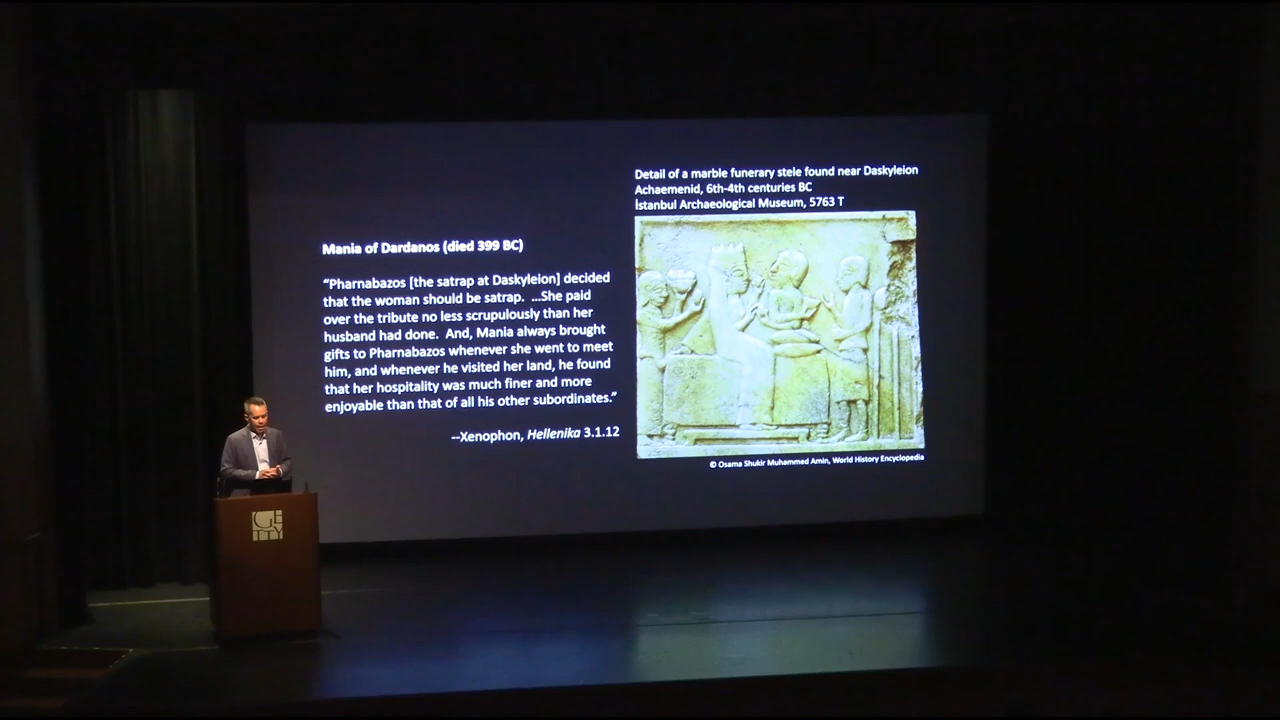 Detail of a marble funerary stele found near Daskyleion
Achaemenid, 6th-4th centuries BC
İstanbul Archaeological Museum, 5763 T
Mania of Dardanos (died 399 BC)
“Pharnabazos [the satrap at Daskyleion] decided
that the woman should be satrap.  ...She paid
over the tribute no less scrupulously than her
husband had done.  And, Mania always brought
gifts to Pharnabazos whenever she went to meet
him, and whenever he visited her land, he found
that her hospitality was much finer and more
enjoyable than that of all his other subordinates.”
--Xenophon, Hellenika 3.1.12
© Osama Shukir Muhammed Amin, World History Encyclopedia
GE
TTY